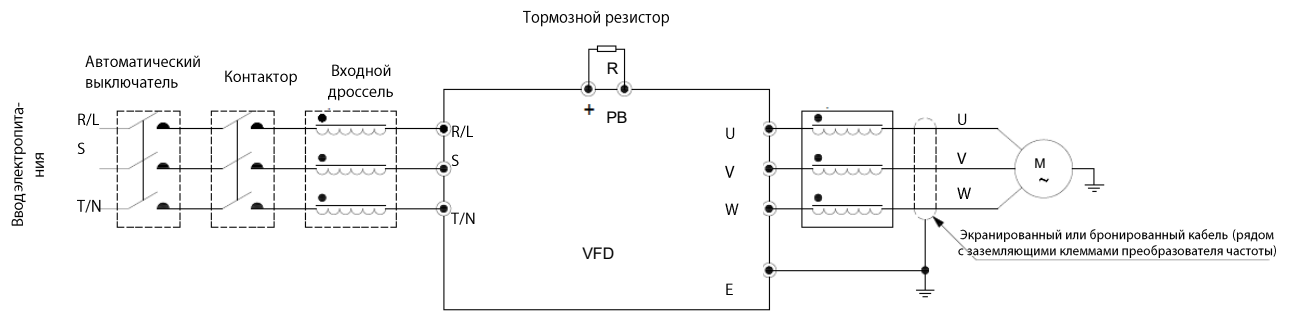 Тормозной резистор
Автоматический
выключатель
Контактор
Входной
дроссель
R
+
PB
Ввод электропита-
ния
R/L
S
T/N
R/L
S
T/N
VFD
U
V
W
E
U
V
W
M
~
Экранированный или бронированный кабель (рядом
с заземляющими клеммами преобразователя частоты)